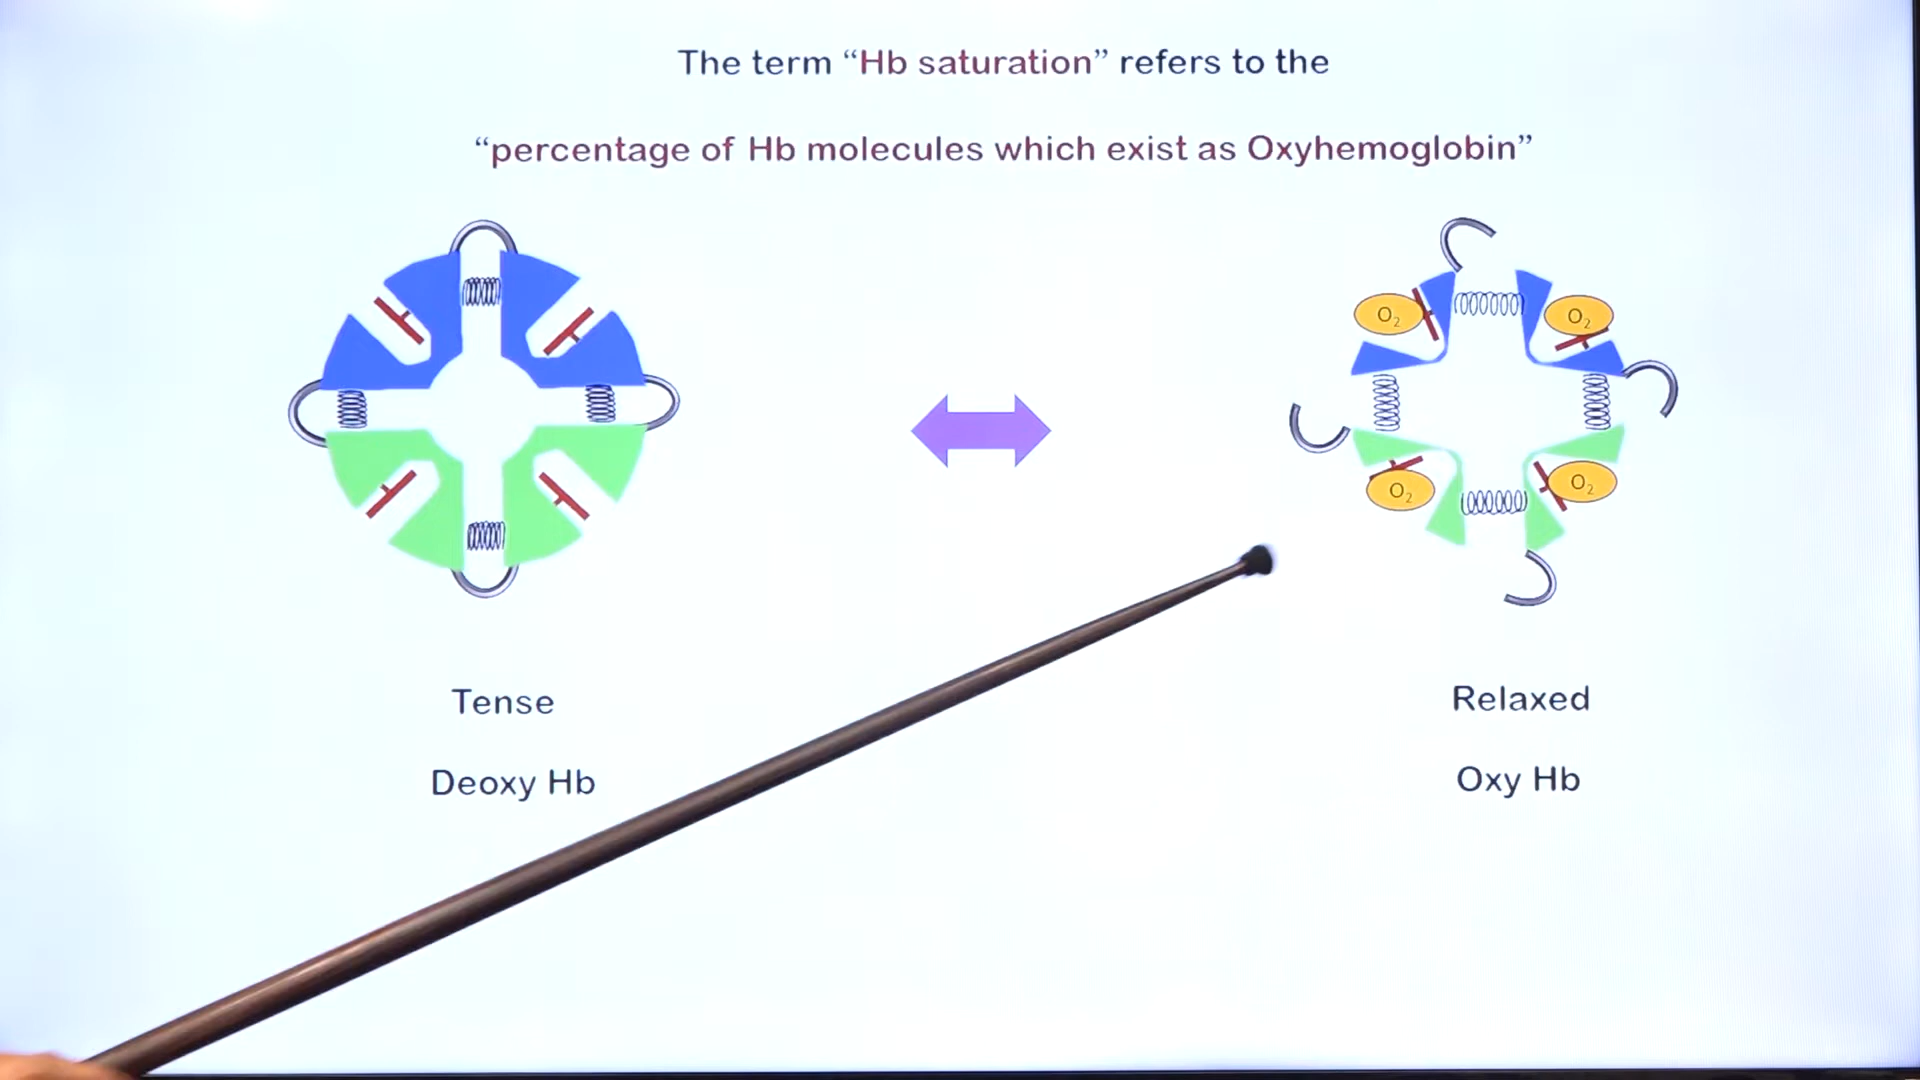 The term “Hb saturation” refers to the
“percentage of Hb molecules which exist as Oxyhemoglobin”
O₂
O₂
O₂
O₂
Tense
Relaxed
Deoxy Hb
Oxy Hb